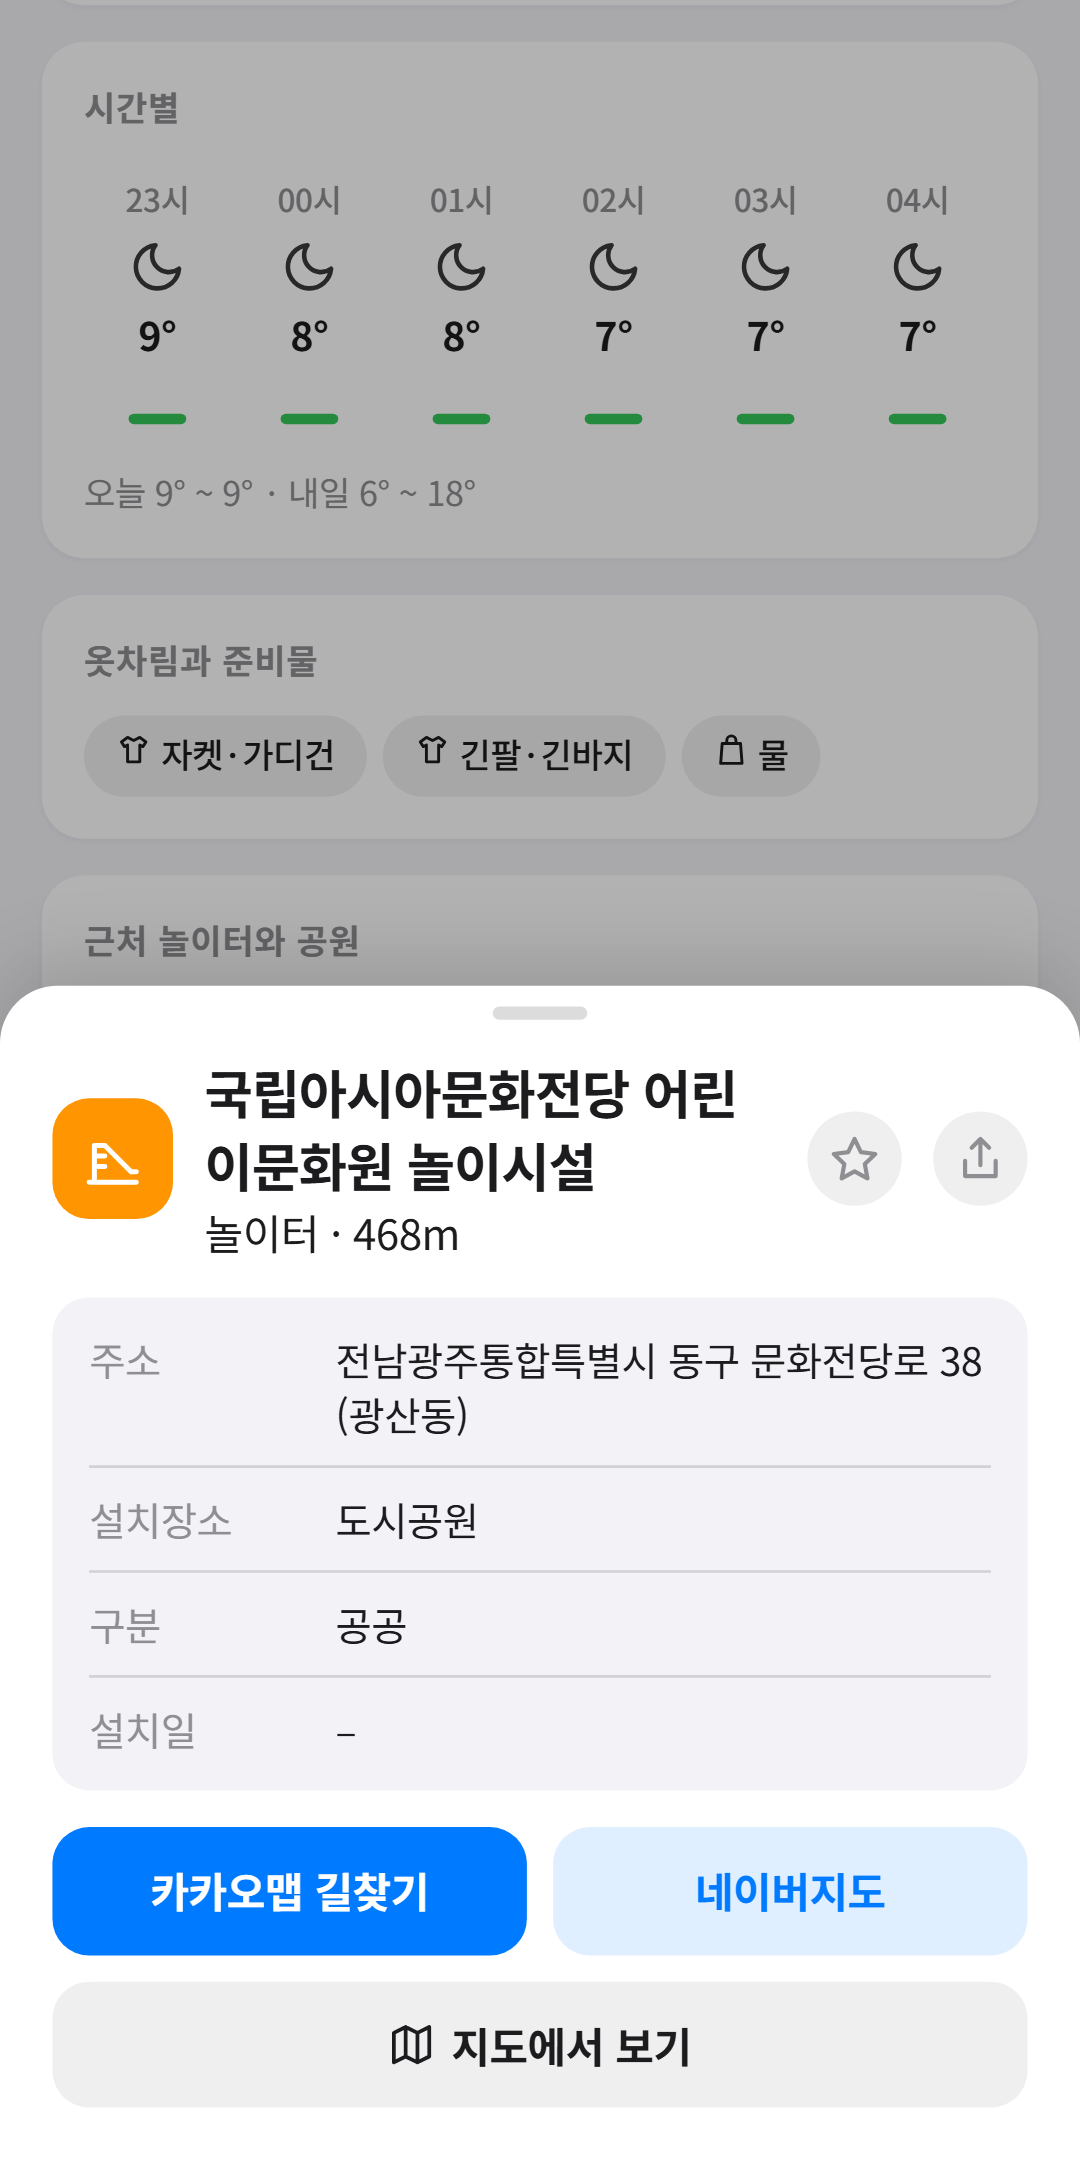 시간별
23시 00시 01시 02시 03시 04시
9° 8° 8° 7° 7° 7°
오늘 9° ~ 9° · 내일 6° ~ 18°
옷차림과 준비물
자켓·가디건 긴팔·긴바지 물
근처 놀이터와 공원
국립아시아문화전당 어린
이문화원 놀이시설
놀이터 · 468m
주소 전남광주통합특별시 동구 문화전당로 38
(광산동)
설치장소 도시공원
구분 공공
설치일 –
카카오맵 길찾기 네이버지도
지도에서 보기